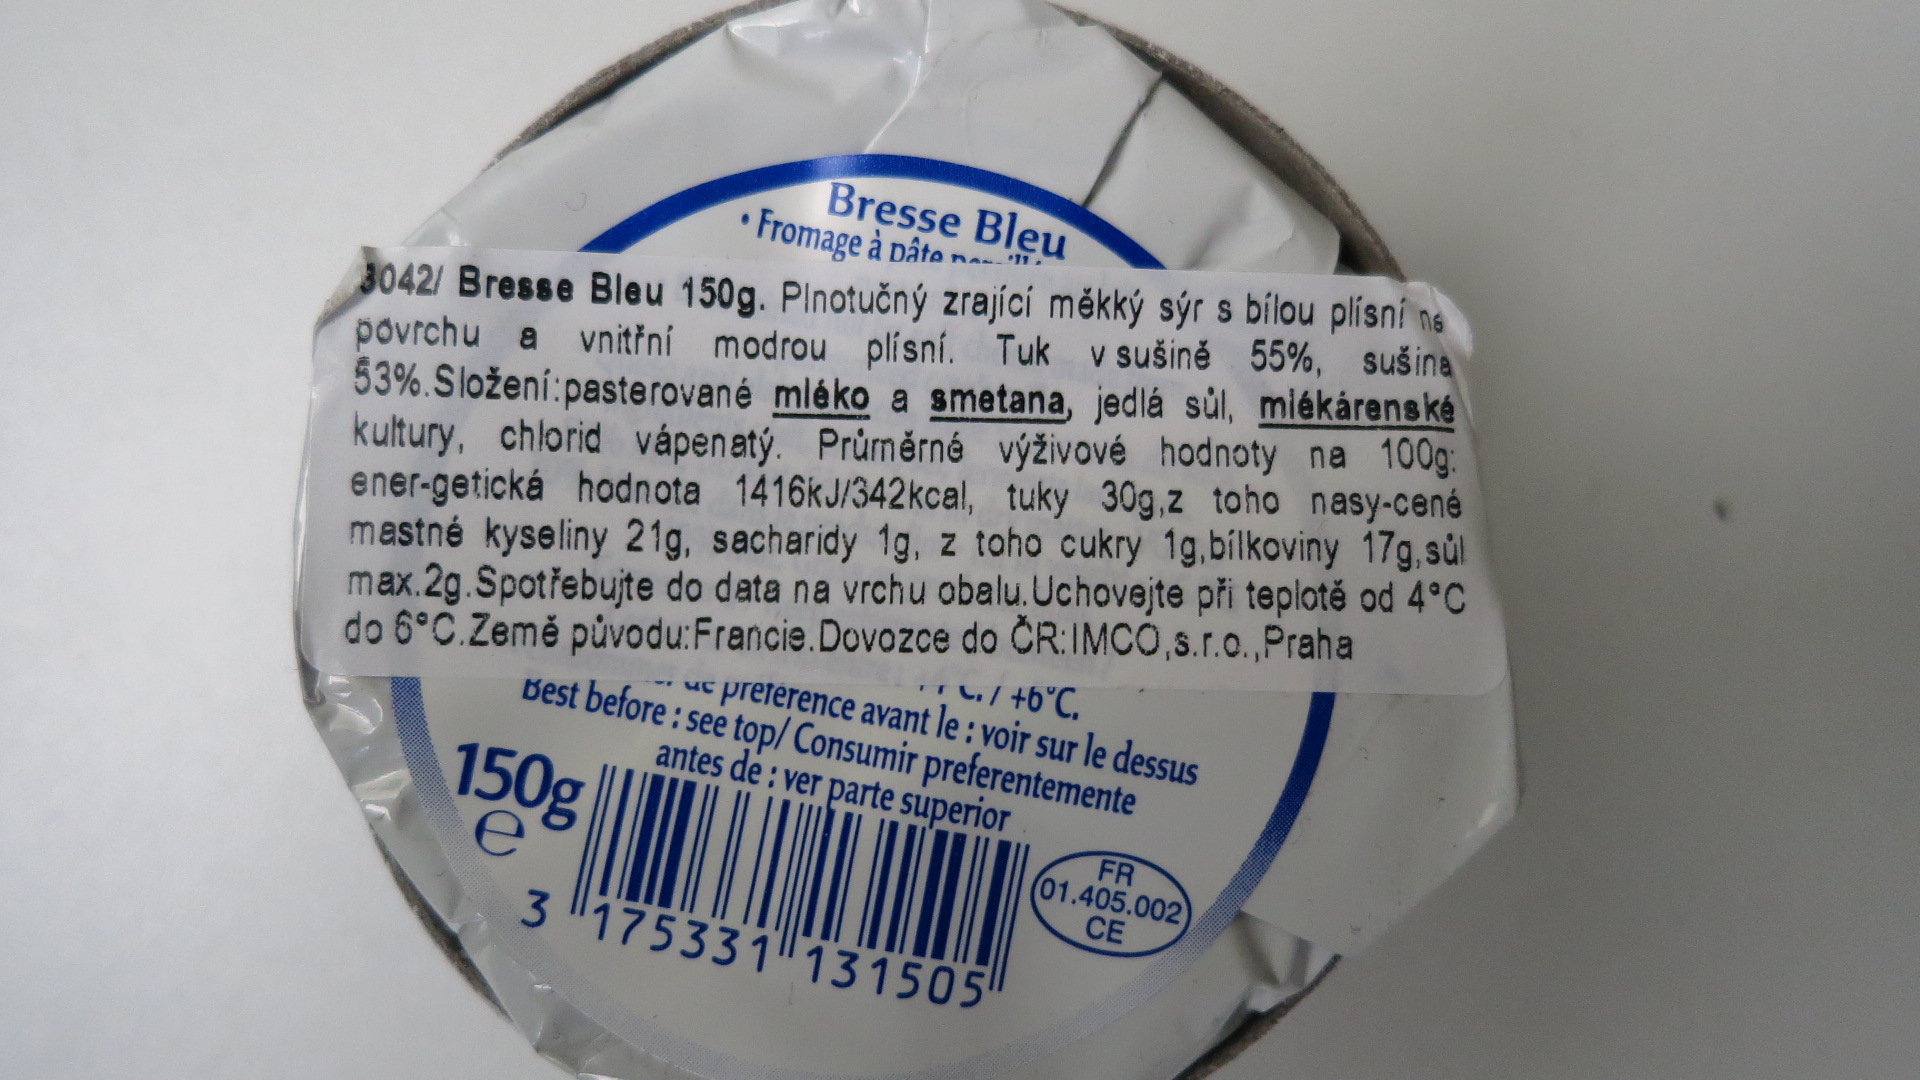 Bresse Bleu
• Fromage à pâte
3042/ Bresse Bleu 150g. Plnotučný zrající měkký sýr s bílou plísní na
povrchu a vnitřní modrou plísní. Tuk v sušině 55%, sušina
53%.Složení:pasterované mléko a smetana, jedlá sůl, mlékárenské
kultury, chlorid vápenatý. Průměrné výživové hodnoty na 100g:
ener-getická hodnota 1416kJ/342kcal, tuky 30g,z toho nasy-cené
mastné kyseliny 21g, sacharidy 1g, z toho cukry 1g,bílkoviny 17g,sůl
max.2g.Spotřebujte do data na vrchu obalu.Uchovejte při teplotě od 4°C
do 6°C.Země původu:Francie.Dovozce do ČR:IMCO,s.r.o.,Praha
C. / +6°C.
de préférence avant le : voir sur le dessus
Best before : see top/ Consumir preferentemente
antes de : ver parte superior
150g
e
3 175331 131505
FR
01.405.002
CE